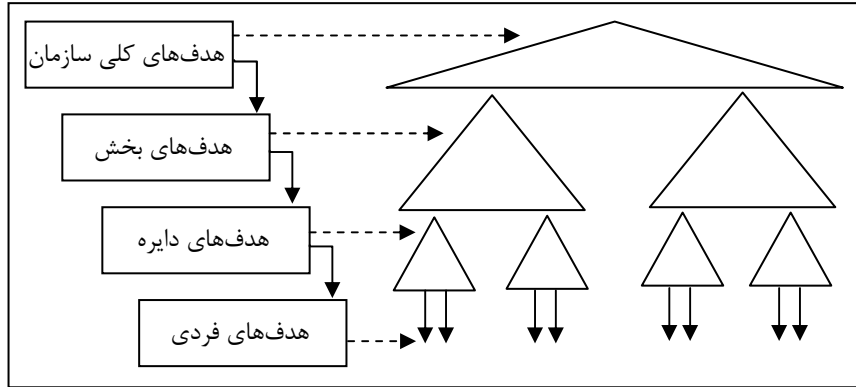 هدف‌های کلی سازمان
هدف‌های بخش
هدف‌های دایره
هدف‌های فردی